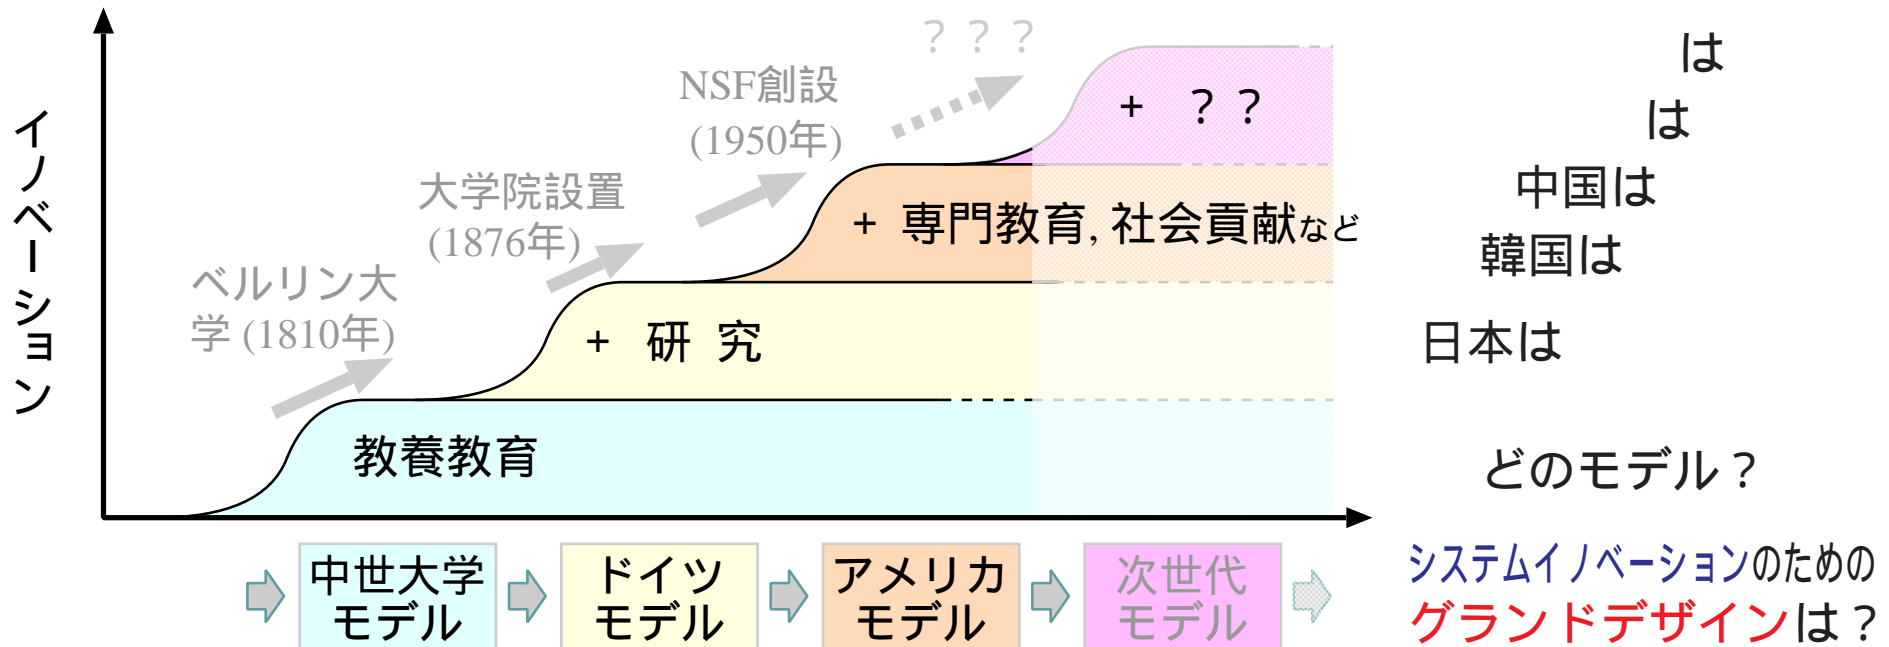 イノベーション
？？？
NSF創設
(1950年)
大学院設置
(1876年)
ベルリン大
学 (1810年)
+ ？？
+ 専門教育, 社会貢献など
+ 研 究
教養教育
中世大学
モデル
ドイツ
モデル
アメリカ
モデル
次世代
モデル
は
は
中国は
韓国は
日本は
どのモデル？
システムイノベーションのための
グランドデザインは？